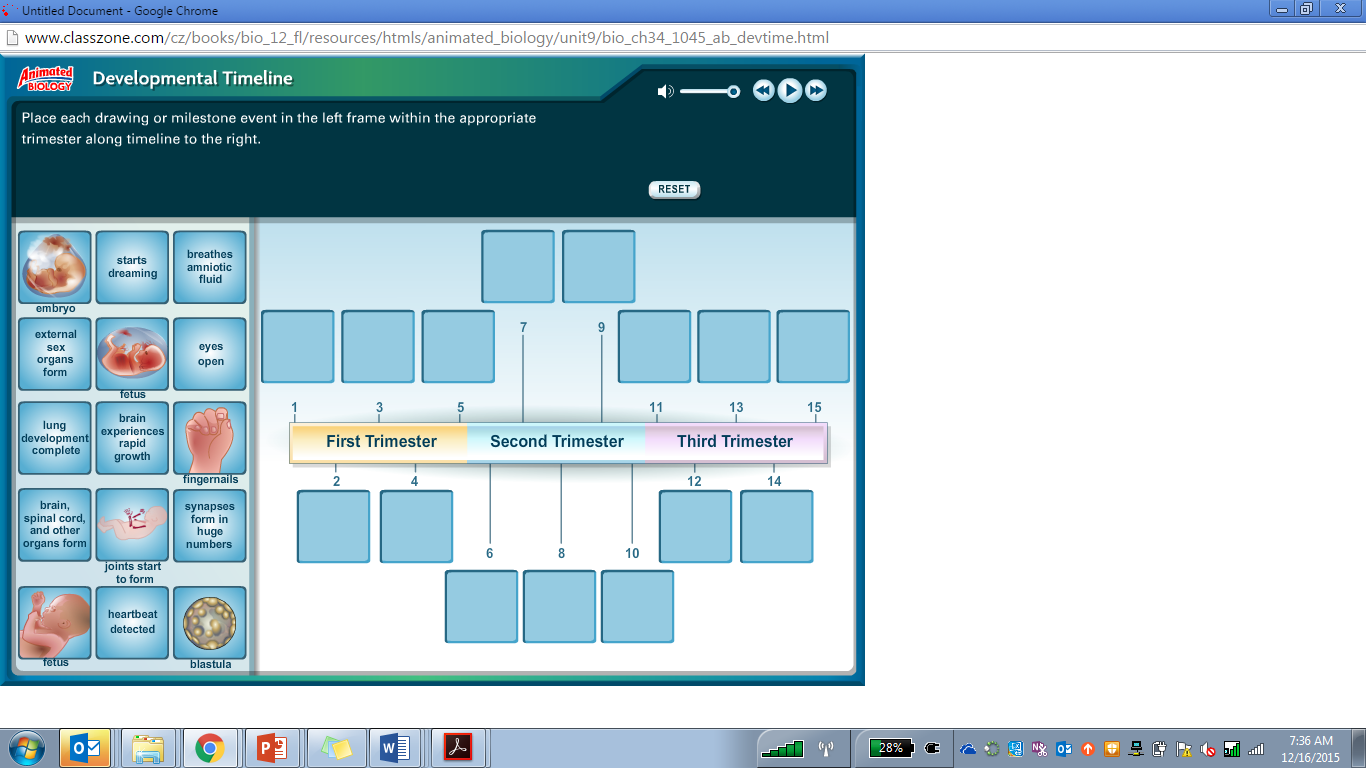 Untitled Document - Google Chrome
www.classzone.com/cz/books/bio_12_fl/resources/htmls/animated_biology/unit9/bio_ch34_1045_ab_devtime.html
Animated
BIOLOGY
Developmental Timeline
Place each drawing or milestone event in the left frame within the appropriate
trimester along timeline to the right.
RESET
embryo
starts
dreaming
breathes
amniotic
fluid
external
sex
organs
form
fetus
eyes
open
lung
development
complete
brain
experiences
rapid
growth
fingernails
brain,
spinal cord,
and other
organs form
joints start
to form
synapses
form in
huge
numbers
fetus
heartbeat
detected
blastula
7
9
1
3
5
11
13
15
First Trimester
Second Trimester
Third Trimester
2
4
12
14
6
8
10
28%
7:36 AM
12/16/2015